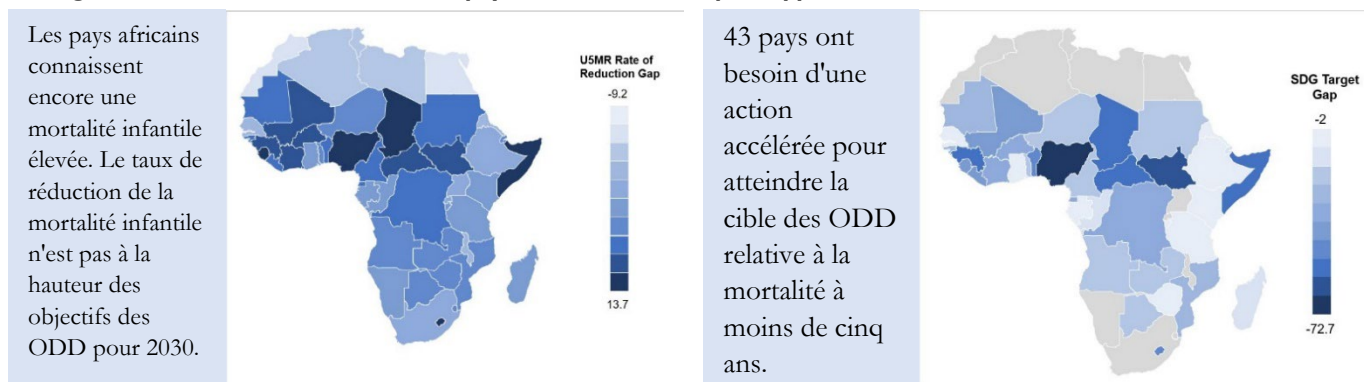 Les pays africains
connaissent
encore une
mortalité infantile
élevée. Le taux de
réduction de la
mortalité infantile
n'est pas à la
hauteur des
objectifs des
ODD pour 2030.
U5MR Rate of
Reduction Gap
-9.2
13.7
43 pays ont
besoin d'une
action
accélérée pour
atteindre la
cible des ODD
relative à la
mortalité à
moins de cinq
ans.
SDG Target
Gap
-2
-72.7